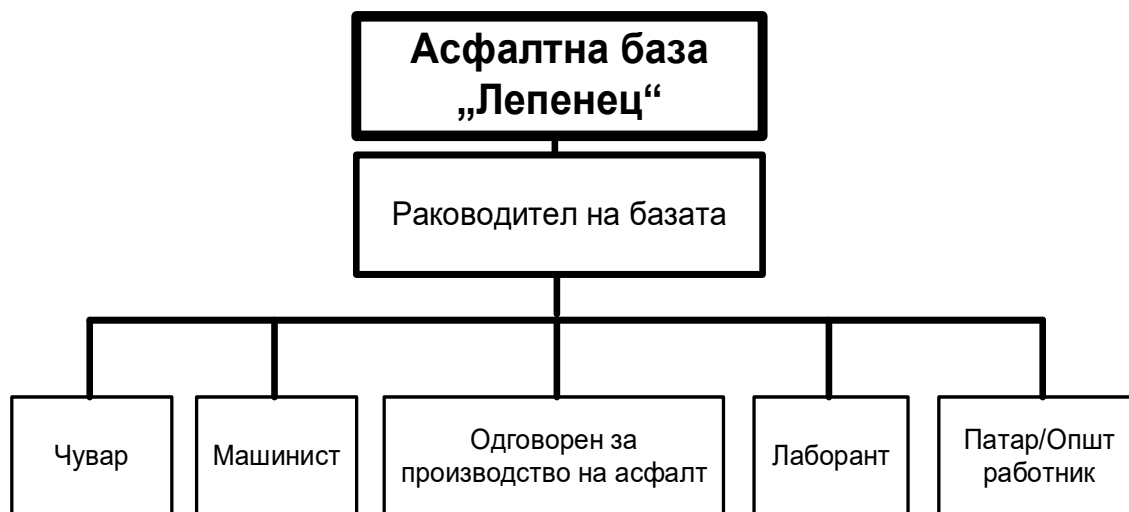 Асфалтна база
„Лепенец“
Раководител на базата
Чувар
Машинист
Одговорен за
производство на асфалт
Лаборант
Патар/Општ
работник